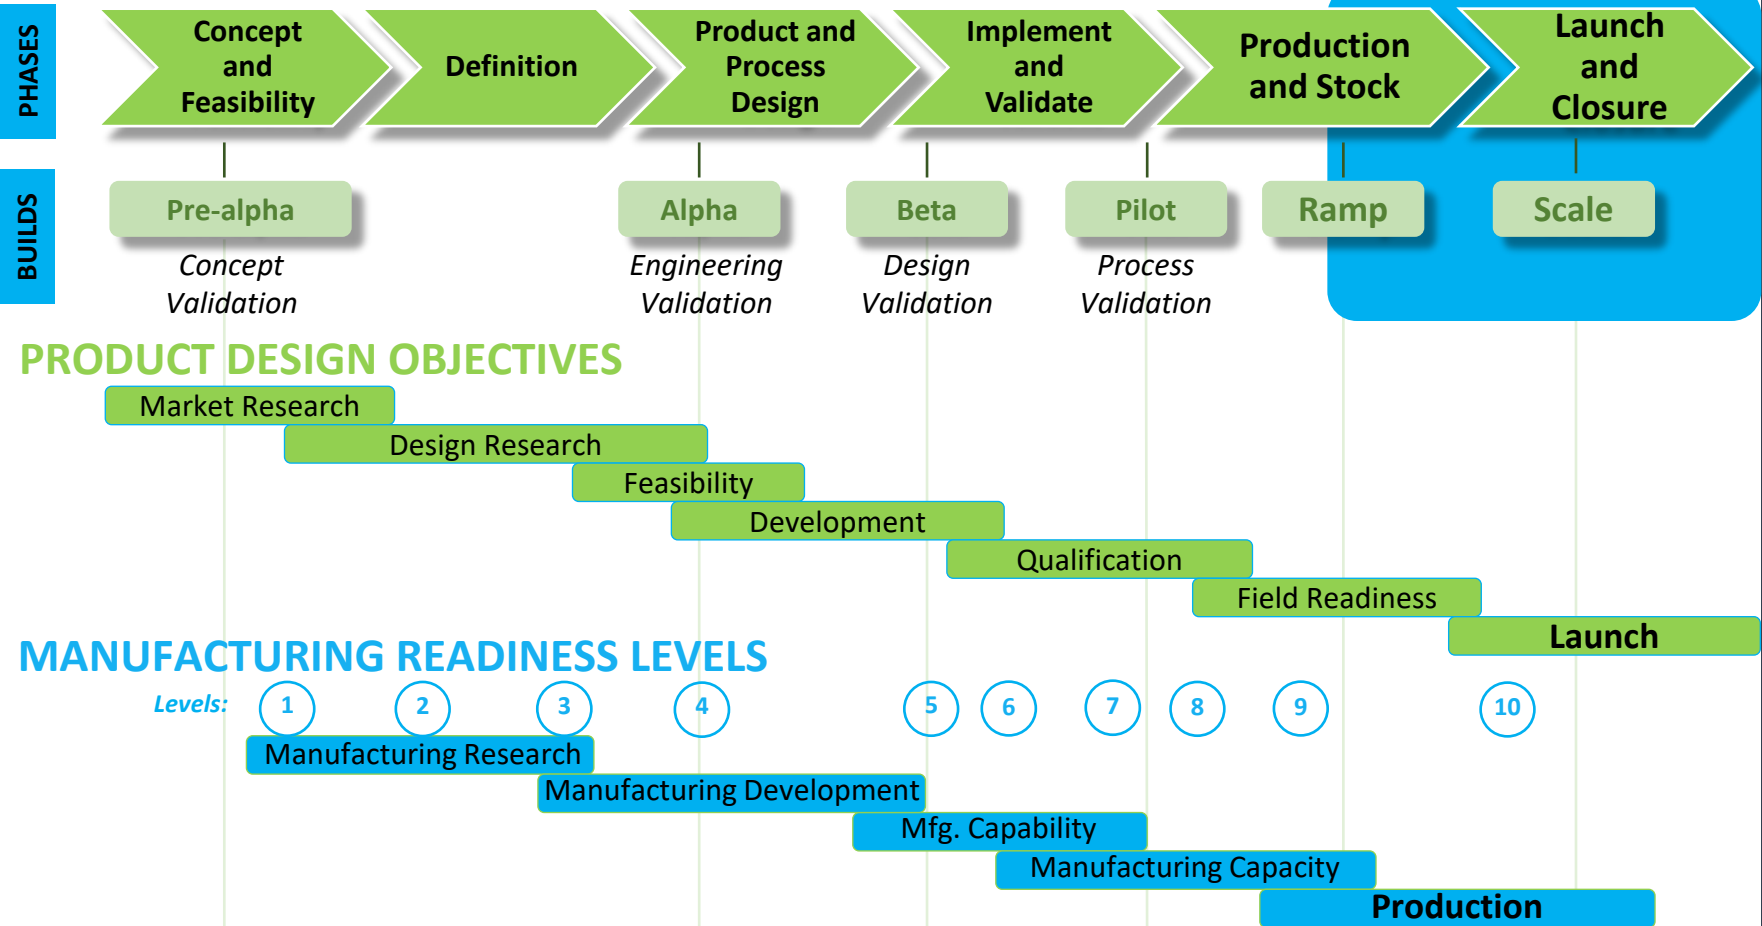 PHASES
Concept
and
Feasibility
Definition
Product and
Process
Design
Implement
and
Validate
Production
and Stock
Launch
and
Closure
BUILDS
Pre-alpha
Alpha
Beta
Pilot
Ramp
Scale
Concept
Validation
Engineering
Validation
Design
Validation
Process
Validation
PRODUCT DESIGN OBJECTIVES
Market Research
Design Research
Feasibility
Development
Qualification
Field Readiness
Launch
MANUFACTURING READINESS LEVELS
Levels: 1 2 3 4 5 6 7 8 9 10
Manufacturing Research
Manufacturing Development
Mfg. Capability
Manufacturing Capacity
Production